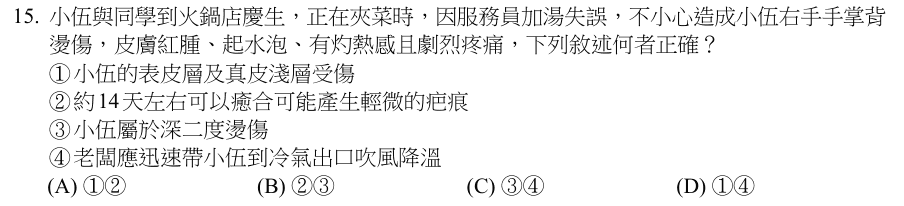 15. 小伍與同學到火鍋店慶生，正在夾菜時，因服務員加湯失誤，不小心造成小伍右手手掌背
燙傷，皮膚紅腫、起水泡、有灼熱感且劇烈疼痛，下列敘述何者正確？
①小伍的表皮層及真皮淺層受傷
②約14天左右可以癒合可能產生輕微的疤痕
③小伍屬於深二度燙傷
④老闆應迅速帶小伍到冷氣出口吹風降溫
(A) ①② (B) ②③ (C) ③④ (D) ①④